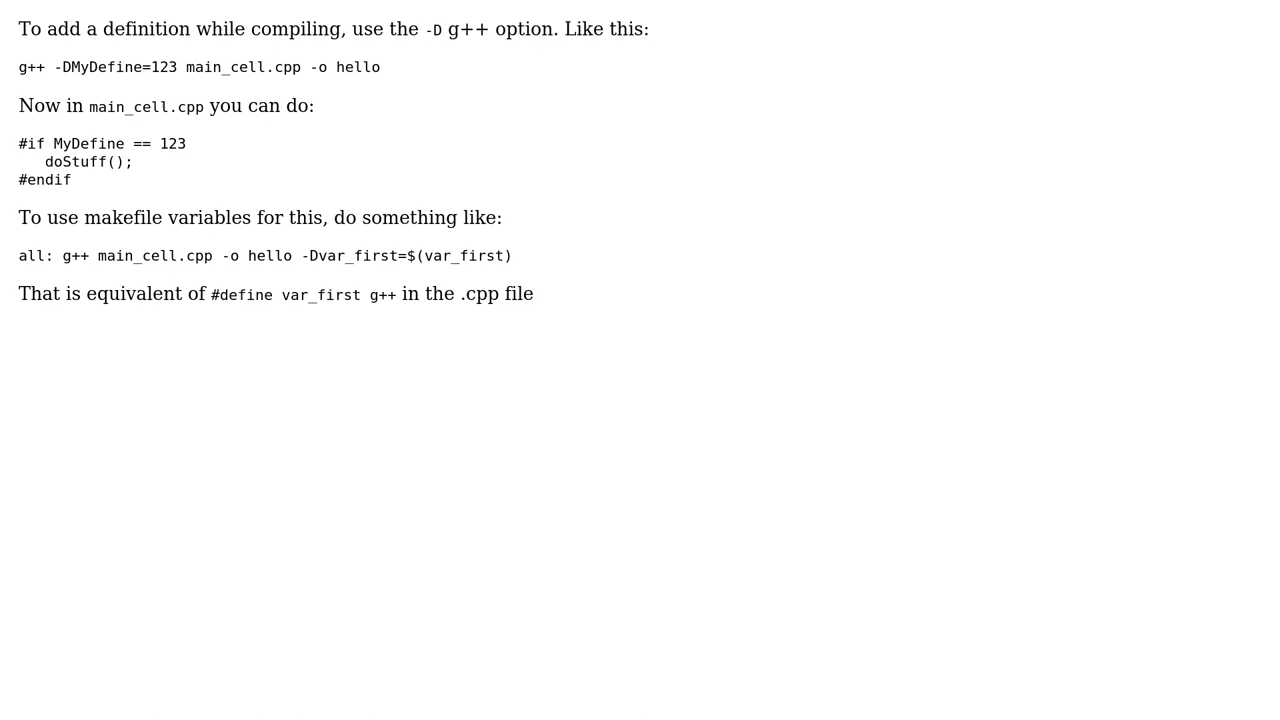 To add a definition while compiling, use the -D g++ option. Like this:
g++ -DMyDefine=123 main_cell.cpp -o hello
Now in main_cell.cpp you can do:
#if MyDefine == 123
   doStuff();
#endif
To use makefile variables for this, do something like:
all: g++ main_cell.cpp -o hello -Dvar_first=$(var_first)
That is equivalent of #define var_first g++ in the .cpp file